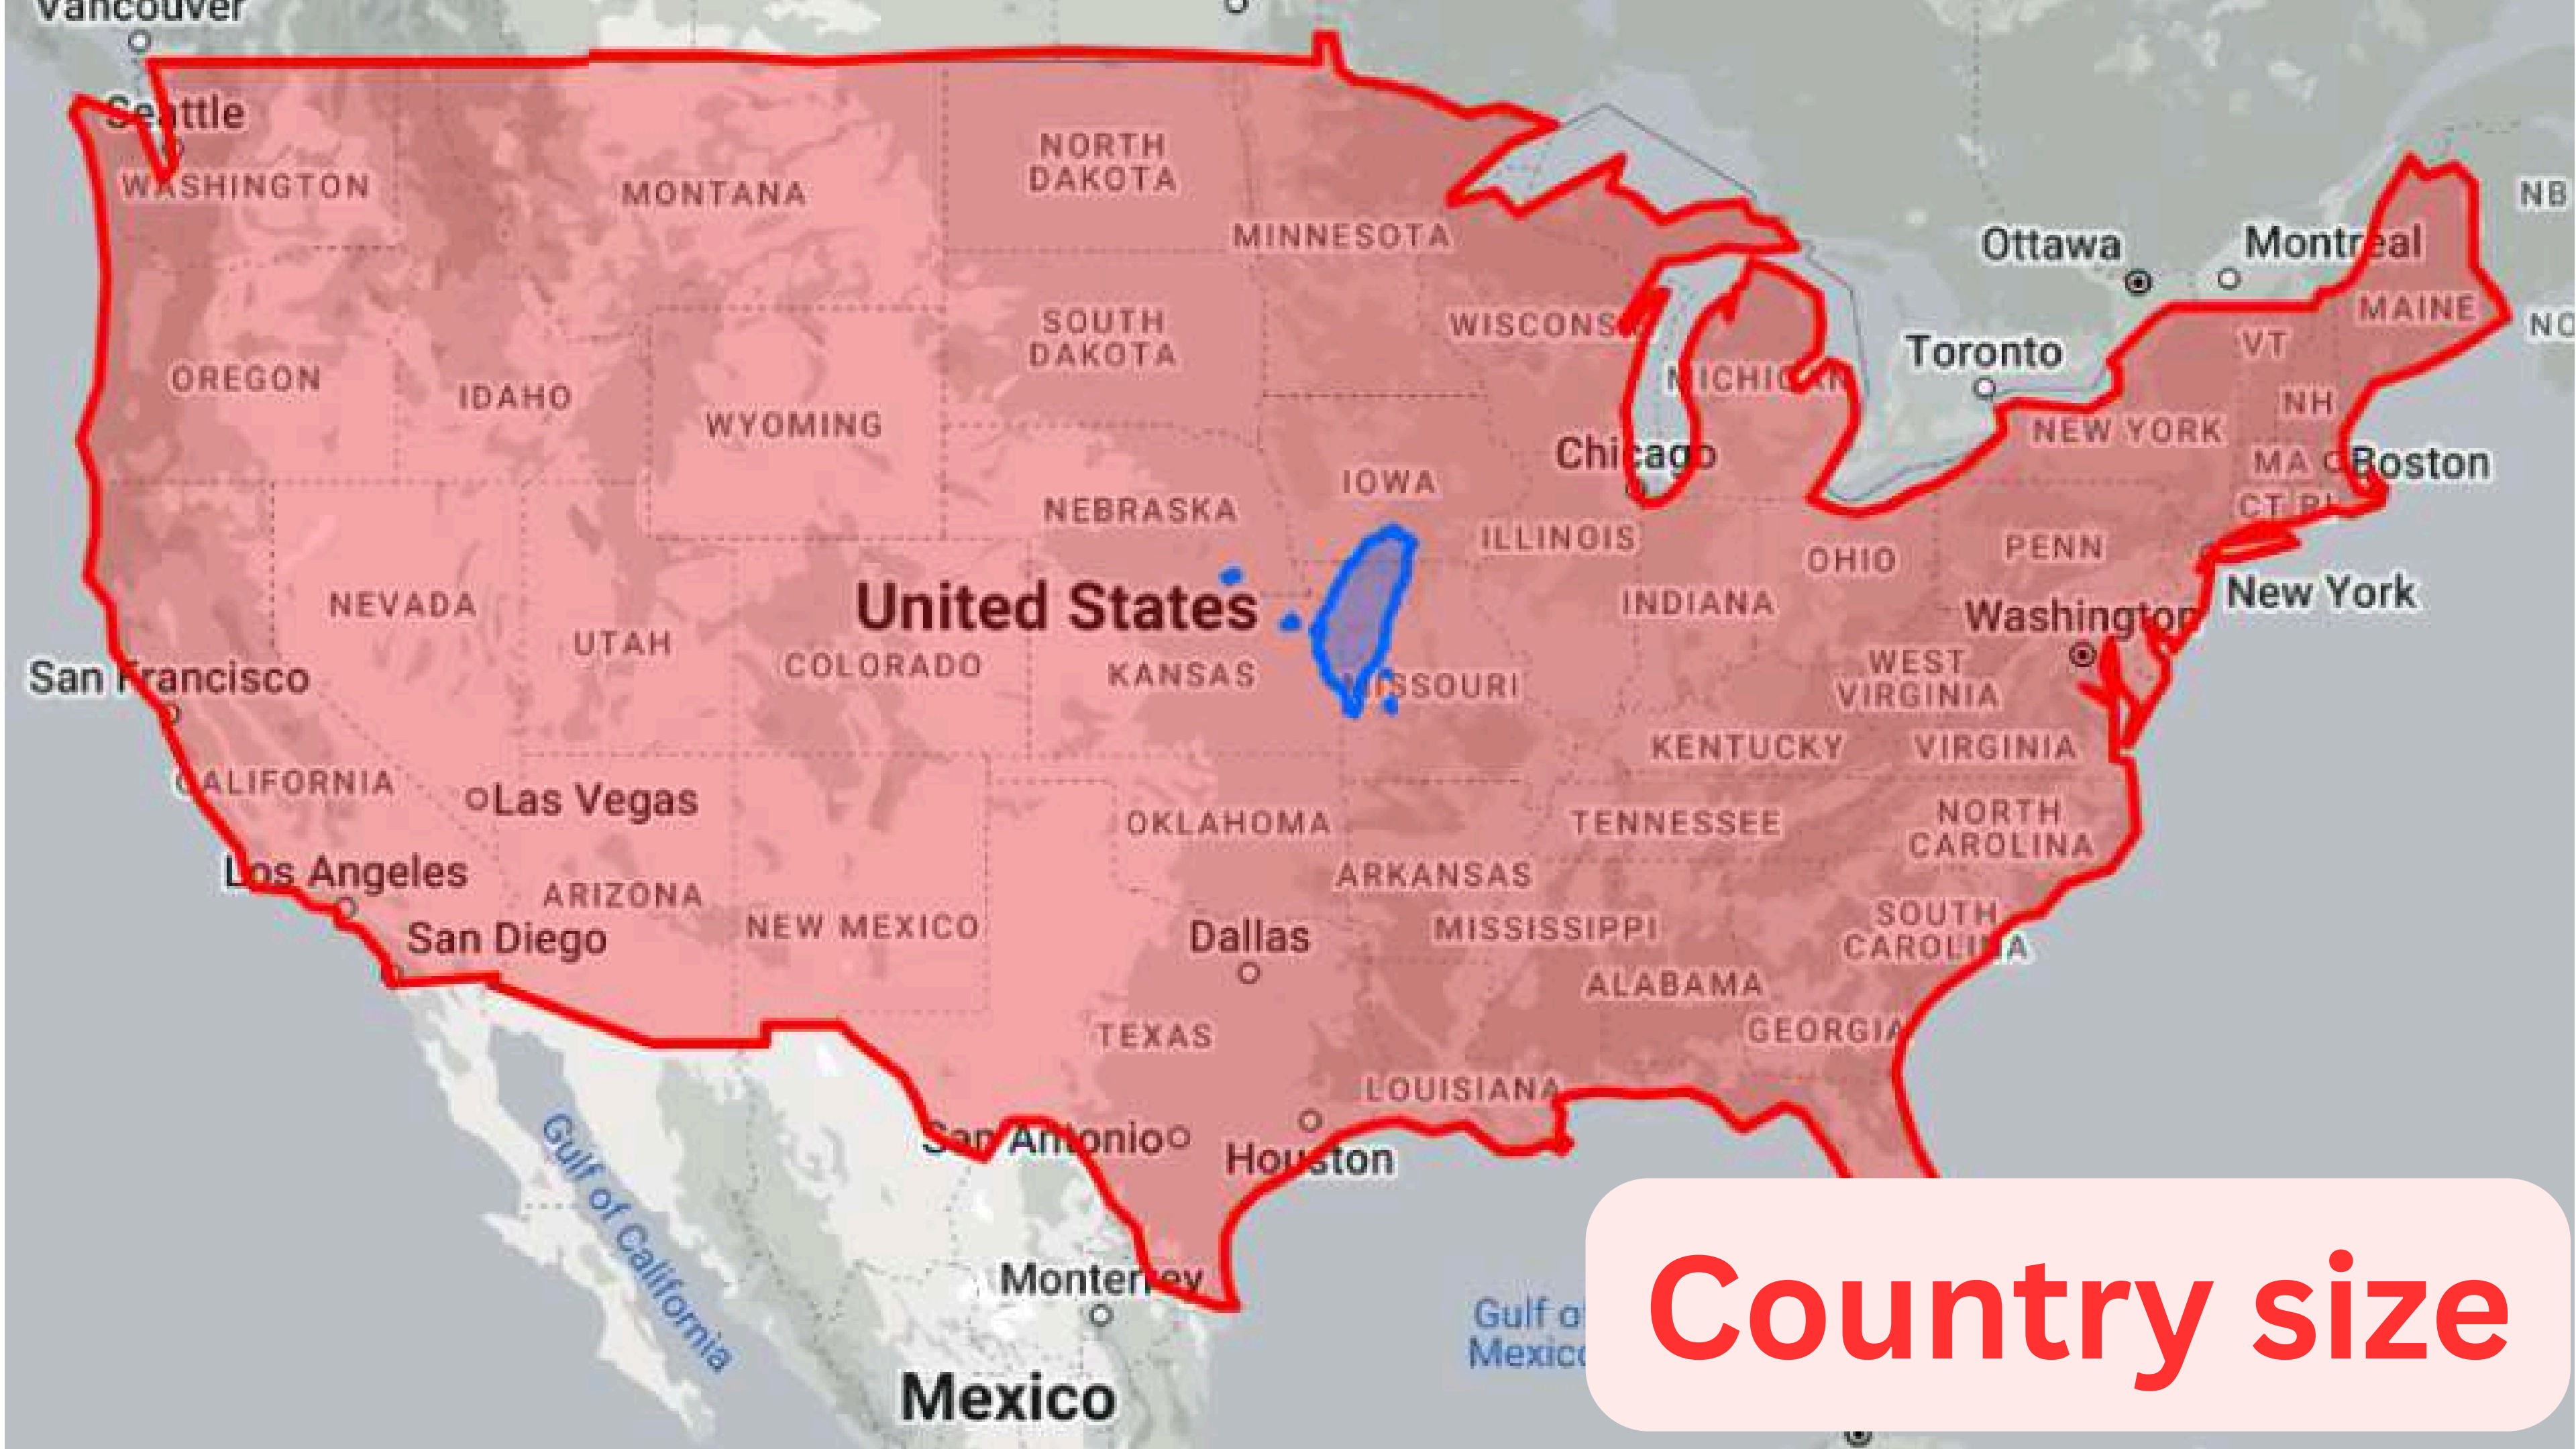 Vancouver
Seattle
WASHINGTON
MONTANA
NORTH
DAKOTA
MINNESOTA
NB
Ottawa
Montreal
MAINE
NO
SOUTH
DAKOTA
WISCONS
VT
Toronto
OREGON
IDAHO
MICHIGAN
NH
WYOMING
NEW YORK
Chicago
MA
Boston
IOWA
NEBRASKA
CT RI
ILLINOIS
OHIO
PENN
United States
NEVADA
INDIANA
New York
Washington
UTAH
COLORADO
KANSAS
San Francisco
MISSOURI
WEST
VIRGINIA
KENTUCKY
VIRGINIA
CALIFORNIA
Las Vegas
OKLAHOMA
TENNESSEE
NORTH
CAROLINA
Los Angeles
ARIZONA
ARKANSAS
NEW MEXICO
San Diego
Dallas
MISSISSIPPI
SOUTH
CAROLINA
ALABAMA
TEXAS
GEORGIA
LOUISIANA
San Antonio
Houston
Gulf of California
Monterrey
Gulf of
Mexico
Mexico
Country size